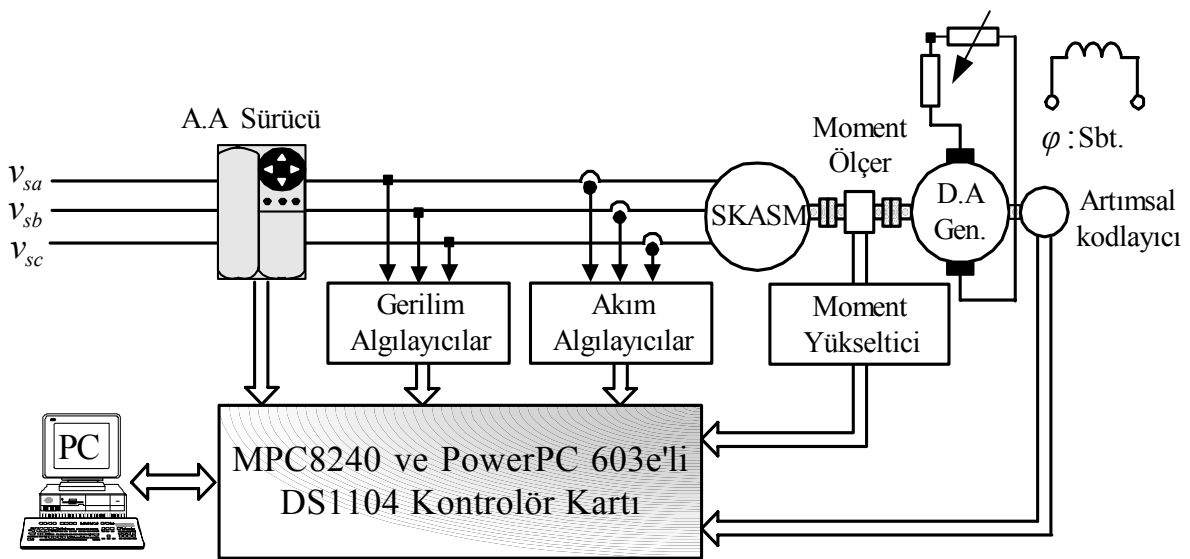 A.A Sürücü
v_sa
v_sb
v_sc
Moment
Ölçer
φ : Sbt.
SKASM
D.A
Gen.
Artımsal
kodlayıcı
Gerilim
Algılayıcılar
Akım
Algılayıcılar
Moment
Yükseltici
PC
MPC8240 ve PowerPC 603e'li
DS1104 Kontrolör Kartı